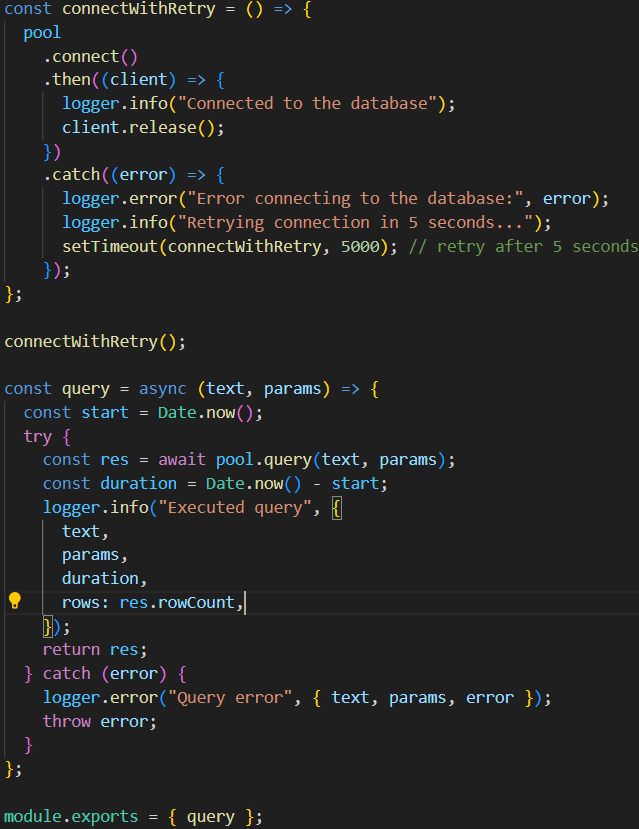 const connectWithRetry = () => {
  pool
    .connect()
    .then((client) => {
      logger.info("Connected to the database");
      client.release();
    })
    .catch((error) => {
      logger.error("Error connecting to the database:", error);
      logger.info("Retrying connection in 5 seconds...");
      setTimeout(connectWithRetry, 5000); // retry after 5 seconds
    });
};

connectWithRetry();

const query = async (text, params) => {
  const start = Date.now();
  try {
    const res = await pool.query(text, params);
    const duration = Date.now() - start;
    logger.info("Executed query", {
      text,
      params,
      duration,
      rows: res.rowCount,
    });
    return res;
  } catch (error) {
    logger.error("Query error", { text, params, error });
    throw error;
  }
};

module.exports = { query };